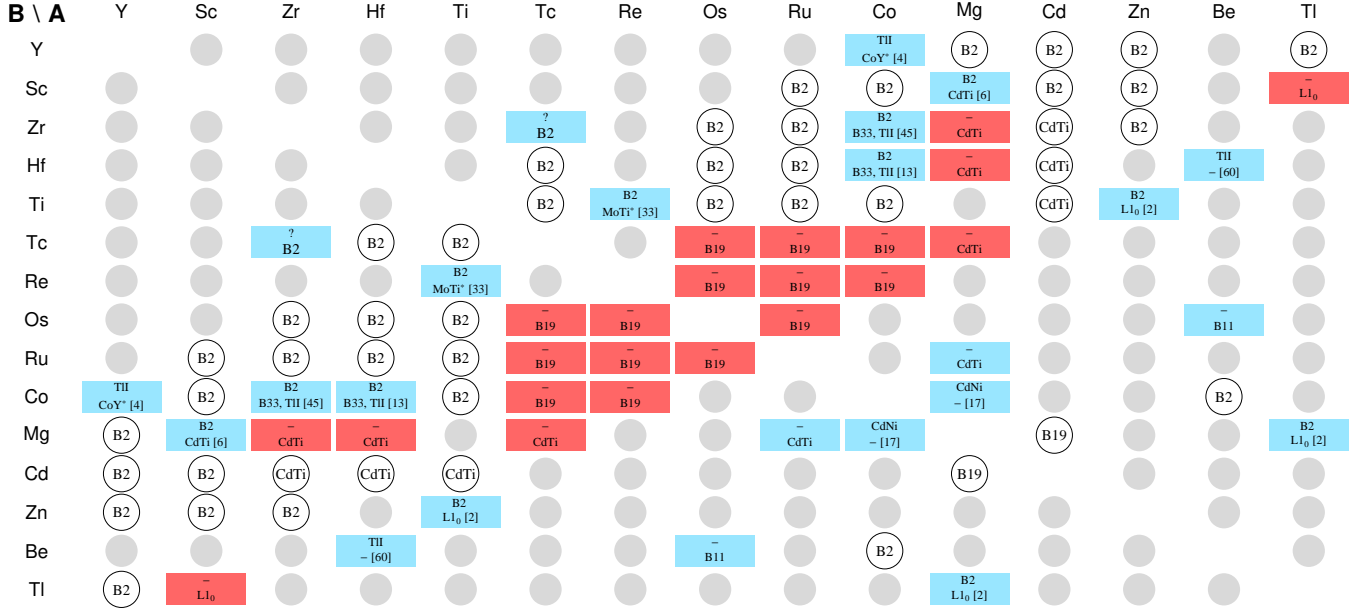 B \ A Y Sc Zr Hf Ti Tc Re Os Ru Co Mg Cd Zn Be Tl
Y TlI B2 B2 B2 B2
CoY* [4]
Sc B2 B2 B2 B2 B2 –
CdTi [6] L1₀
Zr ? B2 B2 B2 – CdTi B2
B2 B33, TlI [45] CdTi
Hf B2 B2 B2 B2 – CdTi TlI
B33, TlI [13] CdTi – [60]
Ti B2 B2 B2 B2 B2 CdTi B2
MoTi* [33] L1₀ [2]
Tc ? B2 B2 – – – –
B2 B19 B19 B19 CdTi
Re B2 – – –
MoTi* [33] B19 B19 B19
Os B2 B2 B2 – – – –
B19 B19 B19 B11
Ru B2 B2 B2 B2 – – – –
B19 B19 B19 CdTi
Co TlI B2 B2 B2 B2 – – CdNi B2
CoY* [4] B33, TlI [45] B33, TlI [13] B19 B19 – [17]
Mg B2 B2 – – – – CdNi B19 B2
CdTi [6] CdTi CdTi CdTi CdTi – [17] L1₀ [2]
Cd B2 B2 CdTi CdTi CdTi B19
Zn B2 B2 B2 B2
L1₀ [2]
Be TlI – B2
– [60] B11
Tl B2 – B2
L1₀ L1₀ [2]